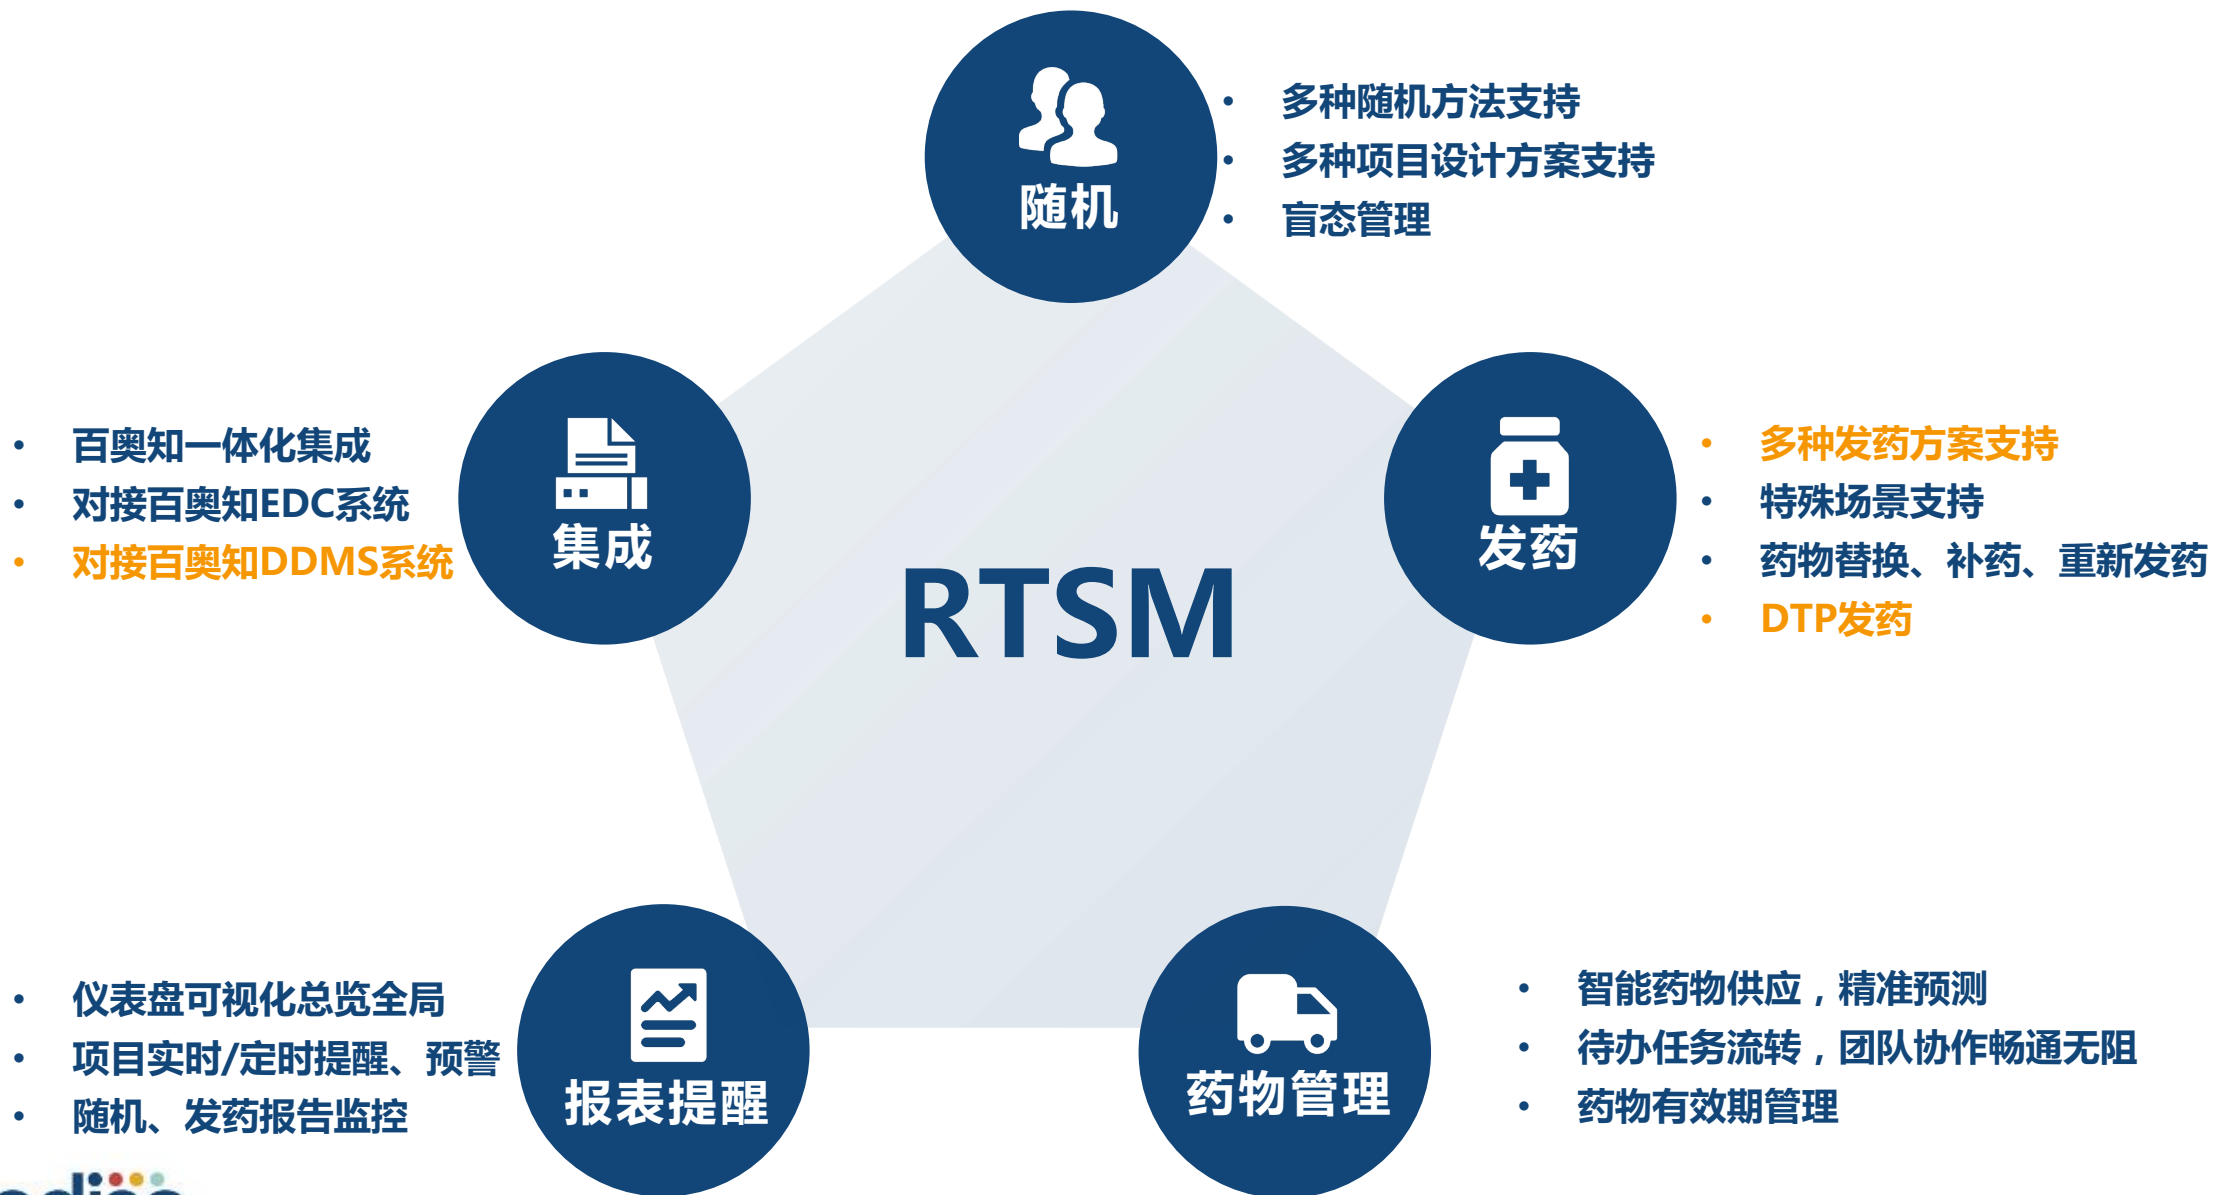 随机
多种随机方法支持
多种项目设计方案支持
盲态管理
集成
百奥知一体化集成
对接百奥知EDC系统
对接百奥知DDMS系统
RTSM
发药
多种发药方案支持
特殊场景支持
药物替换、补药、重新发药
DTP发药
仪表盘可视化总览全局
项目实时/定时提醒、预警
随机、发药报告监控
报表提醒
药物管理
智能药物供应，精准预测
待办任务流转，团队协作畅通无阻
药物有效期管理